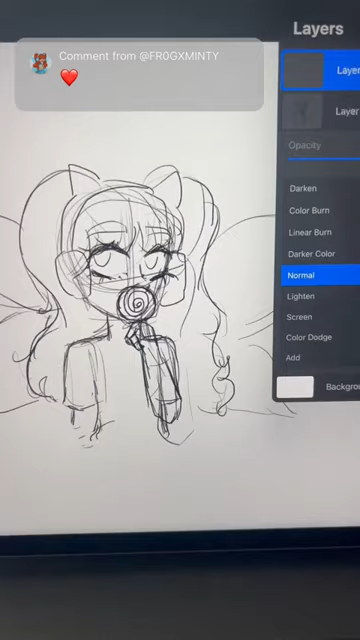 Layers
Comment from @FR0GXMINTY
❤️
Layer
Layer
Opacity
Darken
Color Burn
Linear Burn
Darker Color
Normal
Lighten
Screen
Color Dodge
Add
Backgro